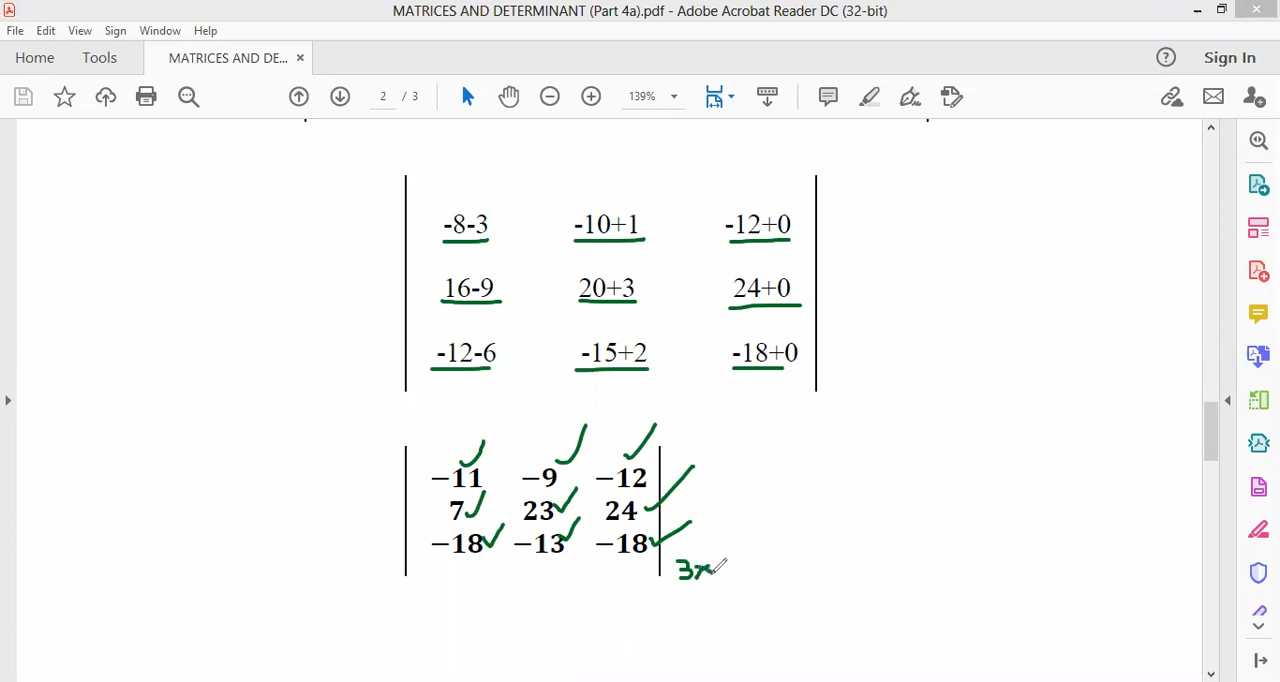 MATRICES AND DETERMINANT (Part 4a).pdf - Adobe Acrobat Reader DC (32-bit)
File Edit View Sign Window Help
Home Tools MATRICES AND DE... × Sign In
2 / 3 139%
-8-3 -10+1 -12+0
16-9 20+3 24+0
-12-6 -15+2 -18+0
−11 −9 −12
7 23 24
−18 −13 −18
3×